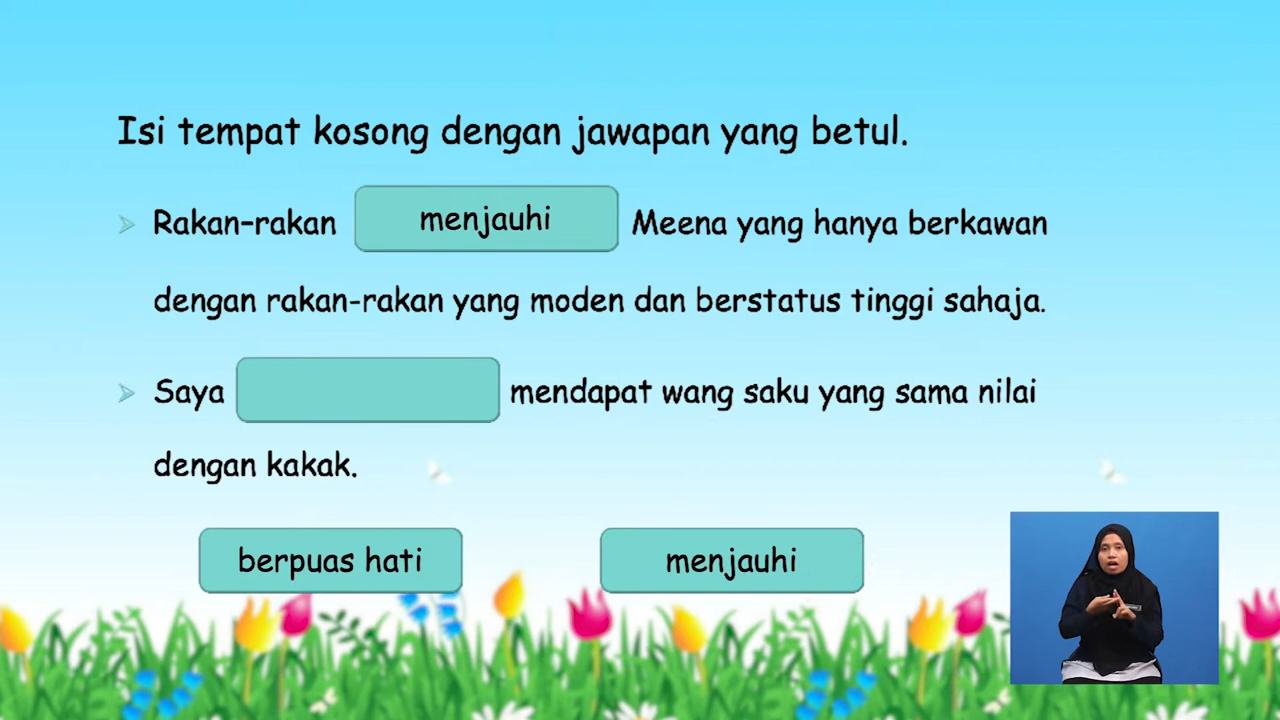 Isi tempat kosong dengan jawapan yang betul.
Rakan-rakan menjauhi Meena yang hanya berkawan
dengan rakan-rakan yang moden dan berstatus tinggi sahaja.
Saya mendapat wang saku yang sama nilai
dengan kakak.
berpuas hati menjauhi